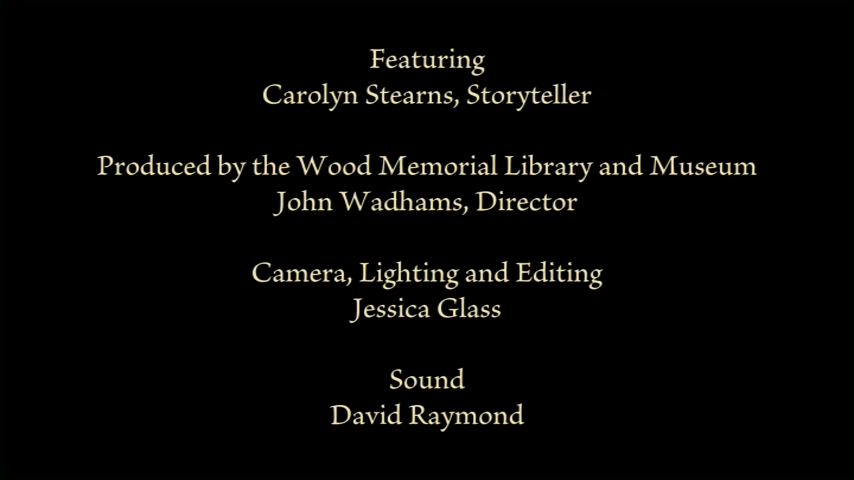 Featuring
Carolyn Stearns, Storyteller
Produced by the Wood Memorial Library and Museum
John Wadhams, Director
Camera, Lighting and Editing
Jessica Glass
Sound
David Raymond